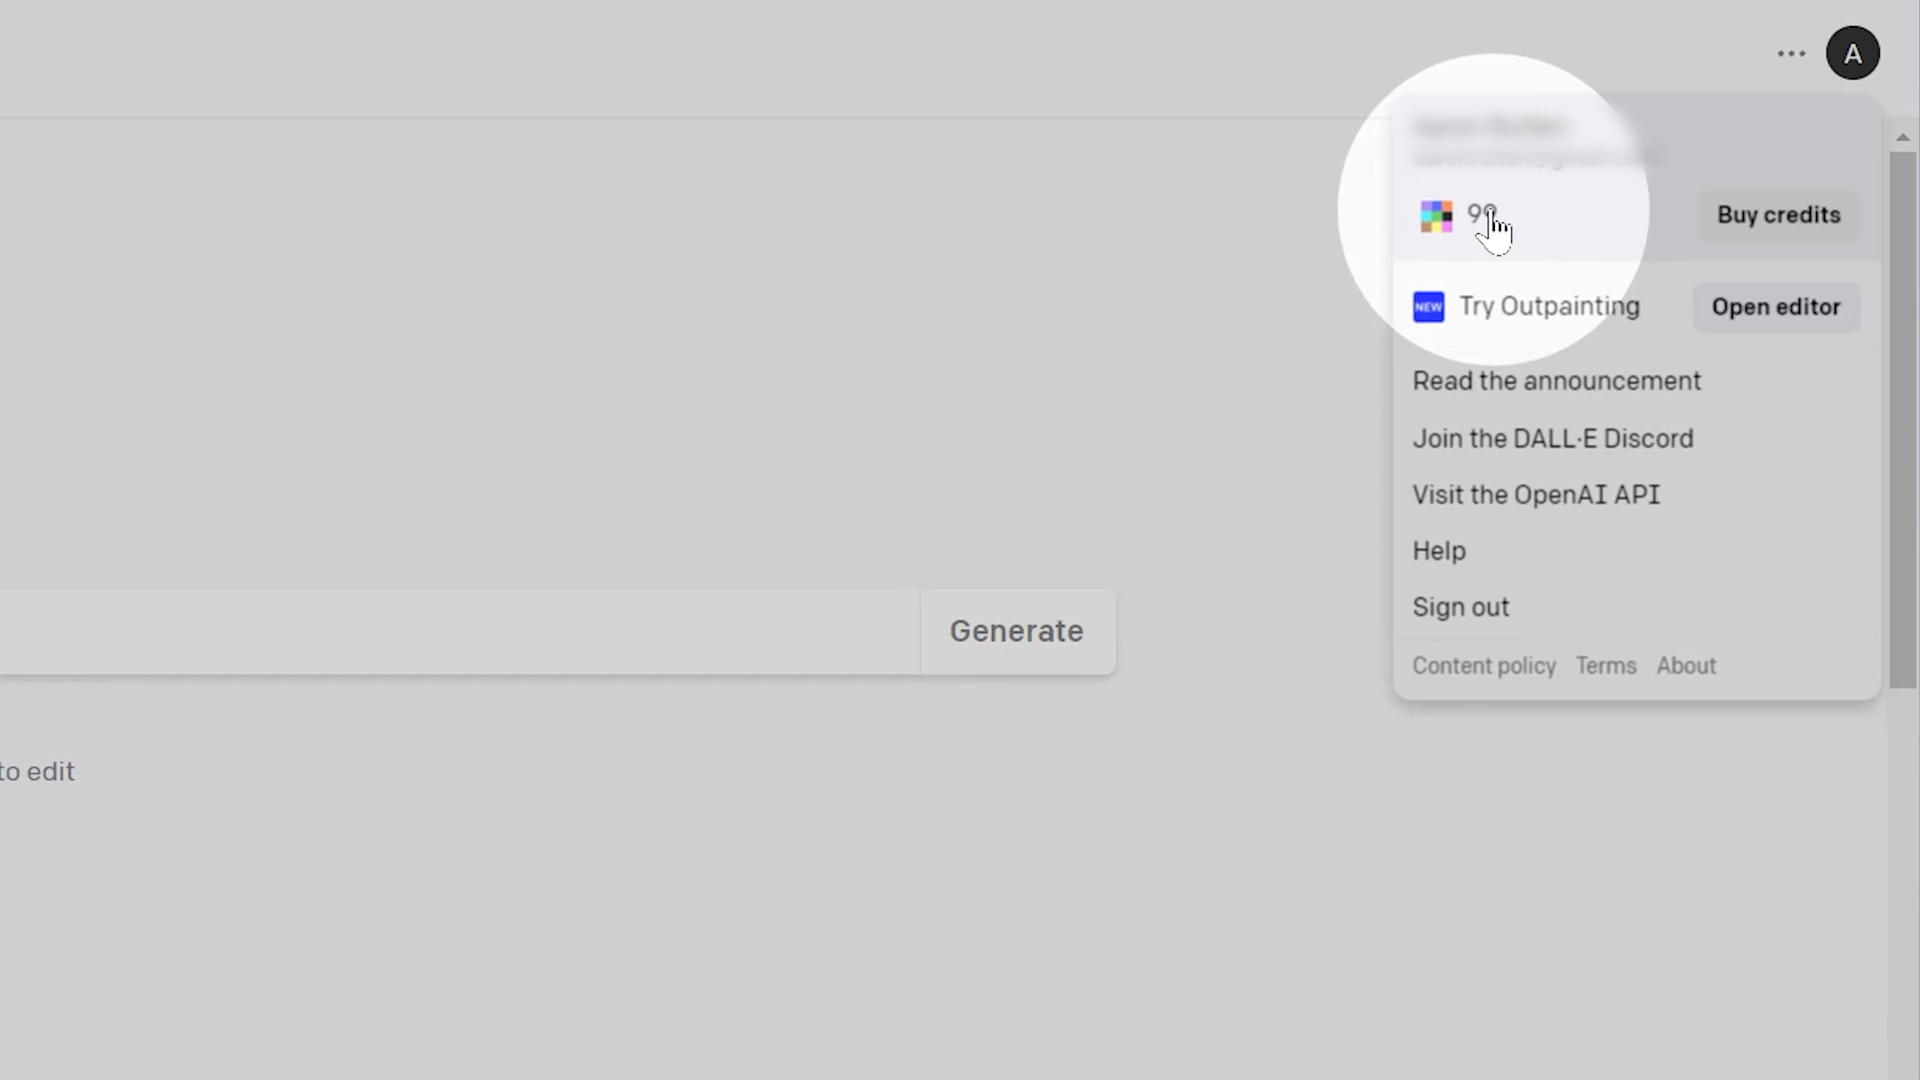 A
Buy credits
NEW Try Outpainting Open editor
Read the announcement
Join the DALL·E Discord
Visit the OpenAI API
Help
Generate
Sign out
Content policy Terms About
to edit